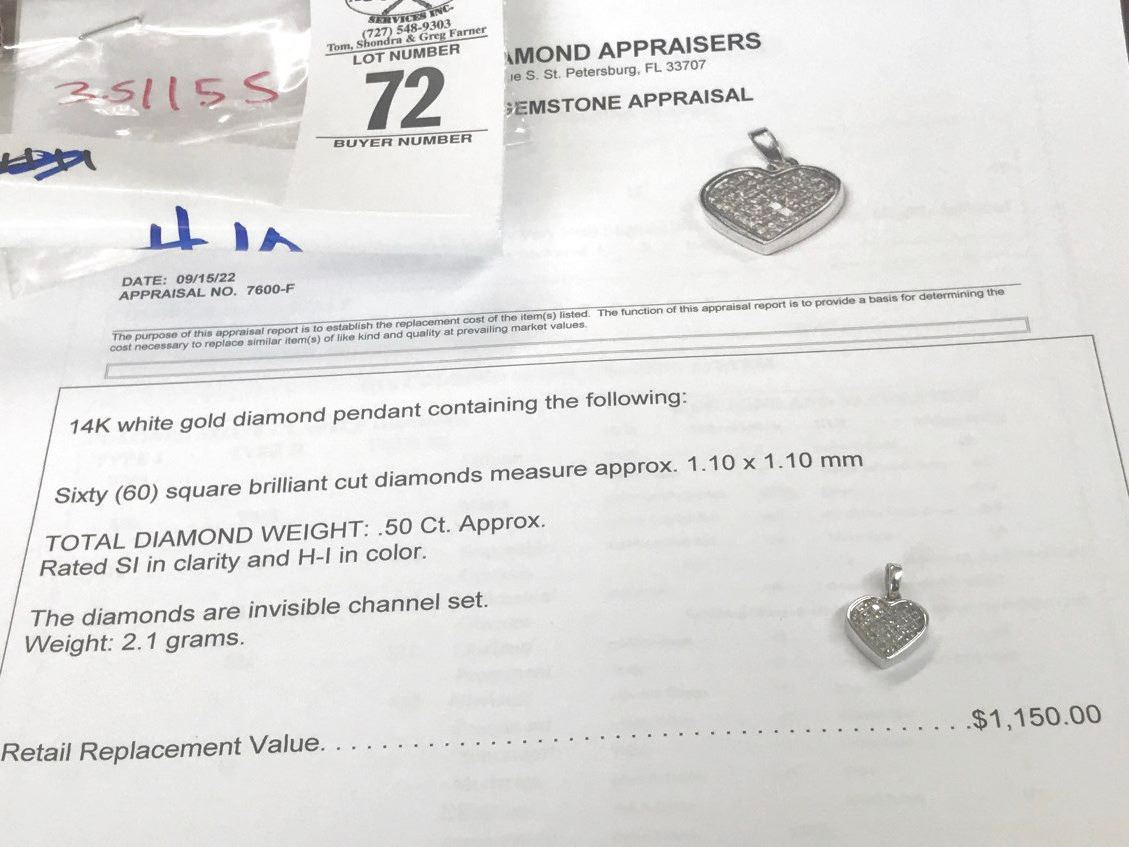 SERVICES INC.
(727) 548-9303
Tom, Shondra & Greg Farner
LOT NUMBER
72
BUYER NUMBER
35115S
AMOND APPRAISERS
ue S. St. Petersburg, FL 33707
GEMSTONE APPRAISAL
DATE: 09/15/22
APPRAISAL NO. 7600-F
The purpose of this appraisal report is to establish the replacement cost of the item(s) listed. The function of this appraisal report is to provide a basis for determining the
cost necessary to replace similar item(s) of like kind and quality at prevailing market values.
14K white gold diamond pendant containing the following:
Sixty (60) square brilliant cut diamonds measure approx. 1.10 x 1.10 mm
TOTAL DIAMOND WEIGHT: .50 Ct. Approx.
Rated SI in clarity and H-I in color.
The diamonds are invisible channel set.
Weight: 2.1 grams.
Retail Replacement Value. . . . . . . . . . . . . . . . . . . . . . . . . . . . . . . . . . . . . . . . . .$1,150.00